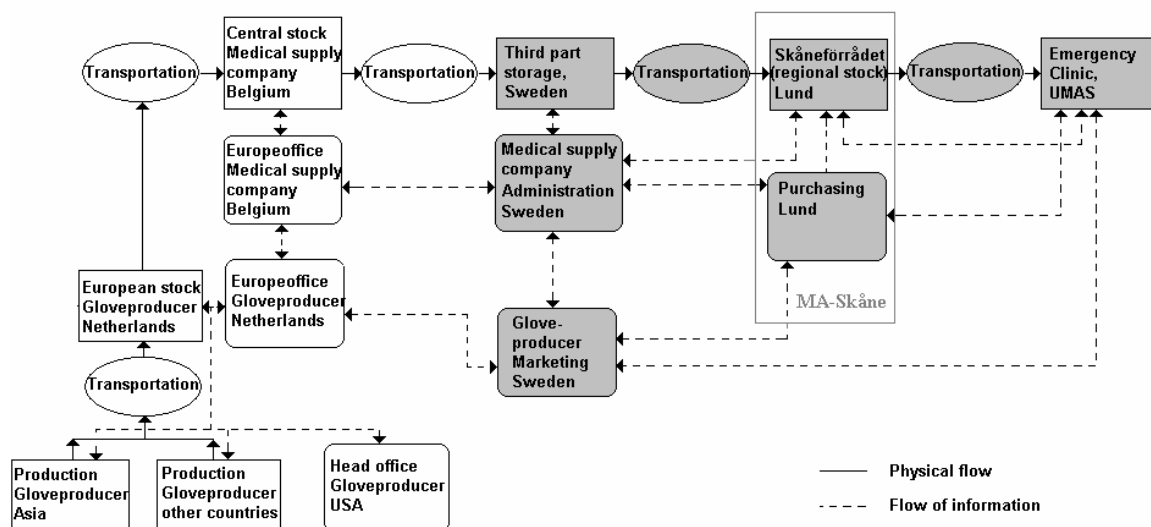 Transportation
Central stock
Medical supply
company
Belgium
Transportation
Third part
storage,
Sweden
Transportation
Skåneförrådet
(regional stock)
Lund
Transportation
Emergency
Clinic,
UMAS
Europeoffice
Medical supply
company
Belgium
Medical supply
company
Administration
Sweden
Purchasing
Lund
MA-Skåne
European stock
Gloveproducer
Netherlands
Europeoffice
Gloveproducer
Netherlands
Glove-
producer
Marketing
Sweden
Transportation
Production
Gloveproducer
Asia
Production
Gloveproducer
other countries
Head office
Gloveproducer
USA
Physical flow
Flow of information